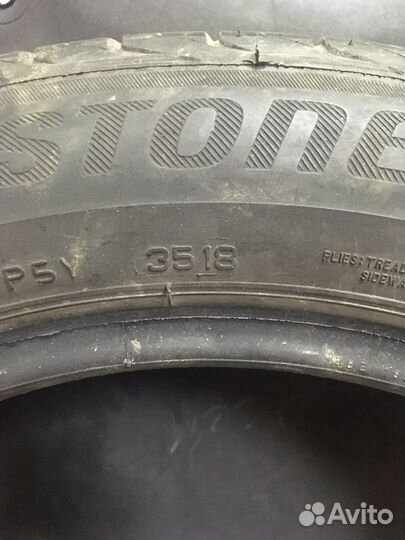 STONE
P5Y 3518
PLIES: TREAD
SIDEWA
Avito